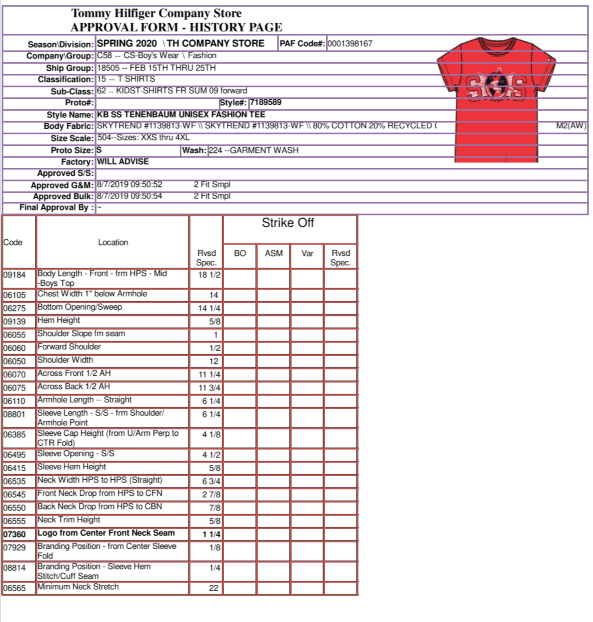 Tommy Hilfiger Company Store
APPROVAL FORM - HISTORY PAGE
Season\Division: SPRING 2020 \ TH COMPANY STORE PAF Code#: 0001398167
Company\Group: C58 -- CS-Boy's Wear \ Fashion
Ship Group: 18505 -- FEB 15TH THRU 25TH
Classification: 15 -- T SHIRTS
Sub-Class: 62 -- KIDST-SHIRTS FR SUM 09 forward
Proto#: Style#: 7189589
Style Name: KB SS TENENBAUM UNISEX FASHION TEE
Body Fabric: SKYTREND #1139813-WF \\ SKYTREND #1139813-WF \\ 80% COTTON 20% RECYCLED ( M2(AW)
Size Scale: 504--Sizes: XXS thru 4XL
Proto Size: S Wash: 224 --GARMENT WASH
Factory: WILL ADVISE
Approved S/S:
Approved G&M: 8/7/2019 09:50:52 2 Fit Smpl
Approved Bulk: 8/7/2019 09:50:54 2 Fit Smpl
Final Approval By : ~
Strike Off
Code Location Rvsd Spec. BO ASM Var Rvsd Spec.
09184 Body Length - Front - frm HPS - Mid 18 1/2
-Boys Top
06105 Chest Width 1" below Armhole 14
06275 Bottom Opening/Sweep 14 1/4
09139 Hem Height 5/8
06055 Shoulder Slope fm seam 1
06060 Forward Shoulder 1/2
06050 Shoulder Width 12
06070 Across Front 1/2 AH 11 1/4
06075 Across Back 1/2 AH 11 3/4
06110 Armhole Length -- Straight 6 1/4
08801 Sleeve Length - S/S - frm Shoulder/ 6 1/4
Armhole Point
06385 Sleeve Cap Height (from U/Arm Perp to 4 1/8
CTR Fold)
06495 Sleeve Opening - S/S 4 1/2
06415 Sleeve Hem Height 5/8
06535 Neck Width HPS to HPS (Straight) 6 3/4
06545 Front Neck Drop from HPS to CFN 2 7/8
06550 Back Neck Drop from HPS to CBN 7/8
06555 Neck Trim Height 5/8
07360 Logo from Center Front Neck Seam 1 1/4
07929 Branding Position - from Center Sleeve 1/8
Fold
08814 Branding Position - Sleeve Hem 1/4
Stitch/Cuff Seam
06565 Minimum Neck Stretch 22